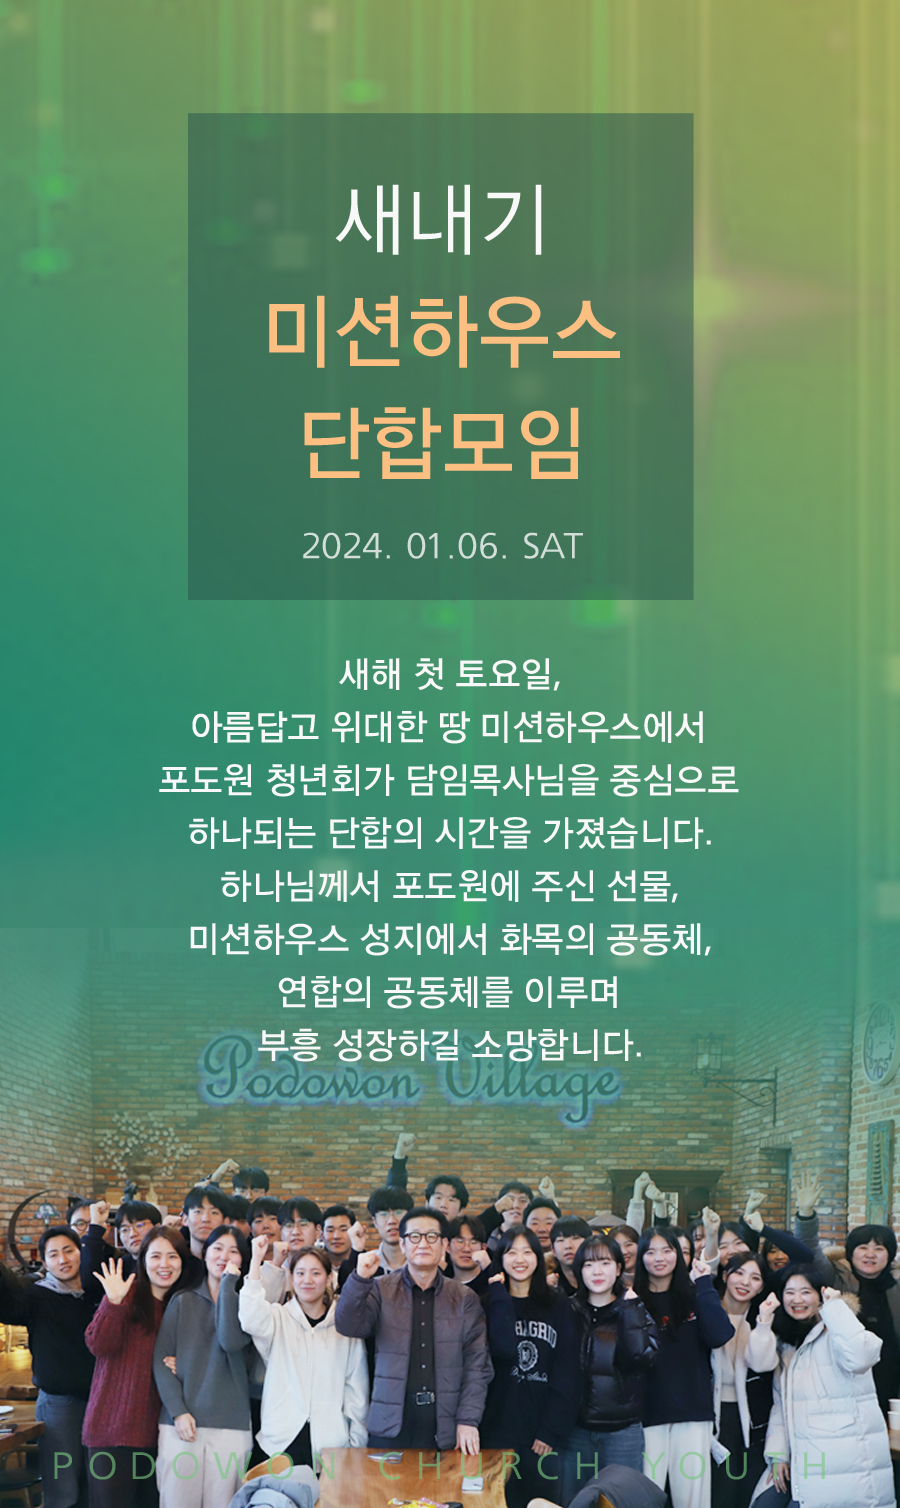 새내기
미션하우스
단합모임
2024. 01.06. SAT
새해 첫 토요일,
아름답고 위대한 땅 미션하우스에서
포도원 청년회가 담임목사님을 중심으로
하나되는 단합의 시간을 가졌습니다.
하나님께서 포도원에 주신 선물,
미션하우스 성지에서 화목의 공동체,
연합의 공동체를 이루며
부흥 성장하길 소망합니다.
Podowon Village
PODOWON CHURCH YOUTH